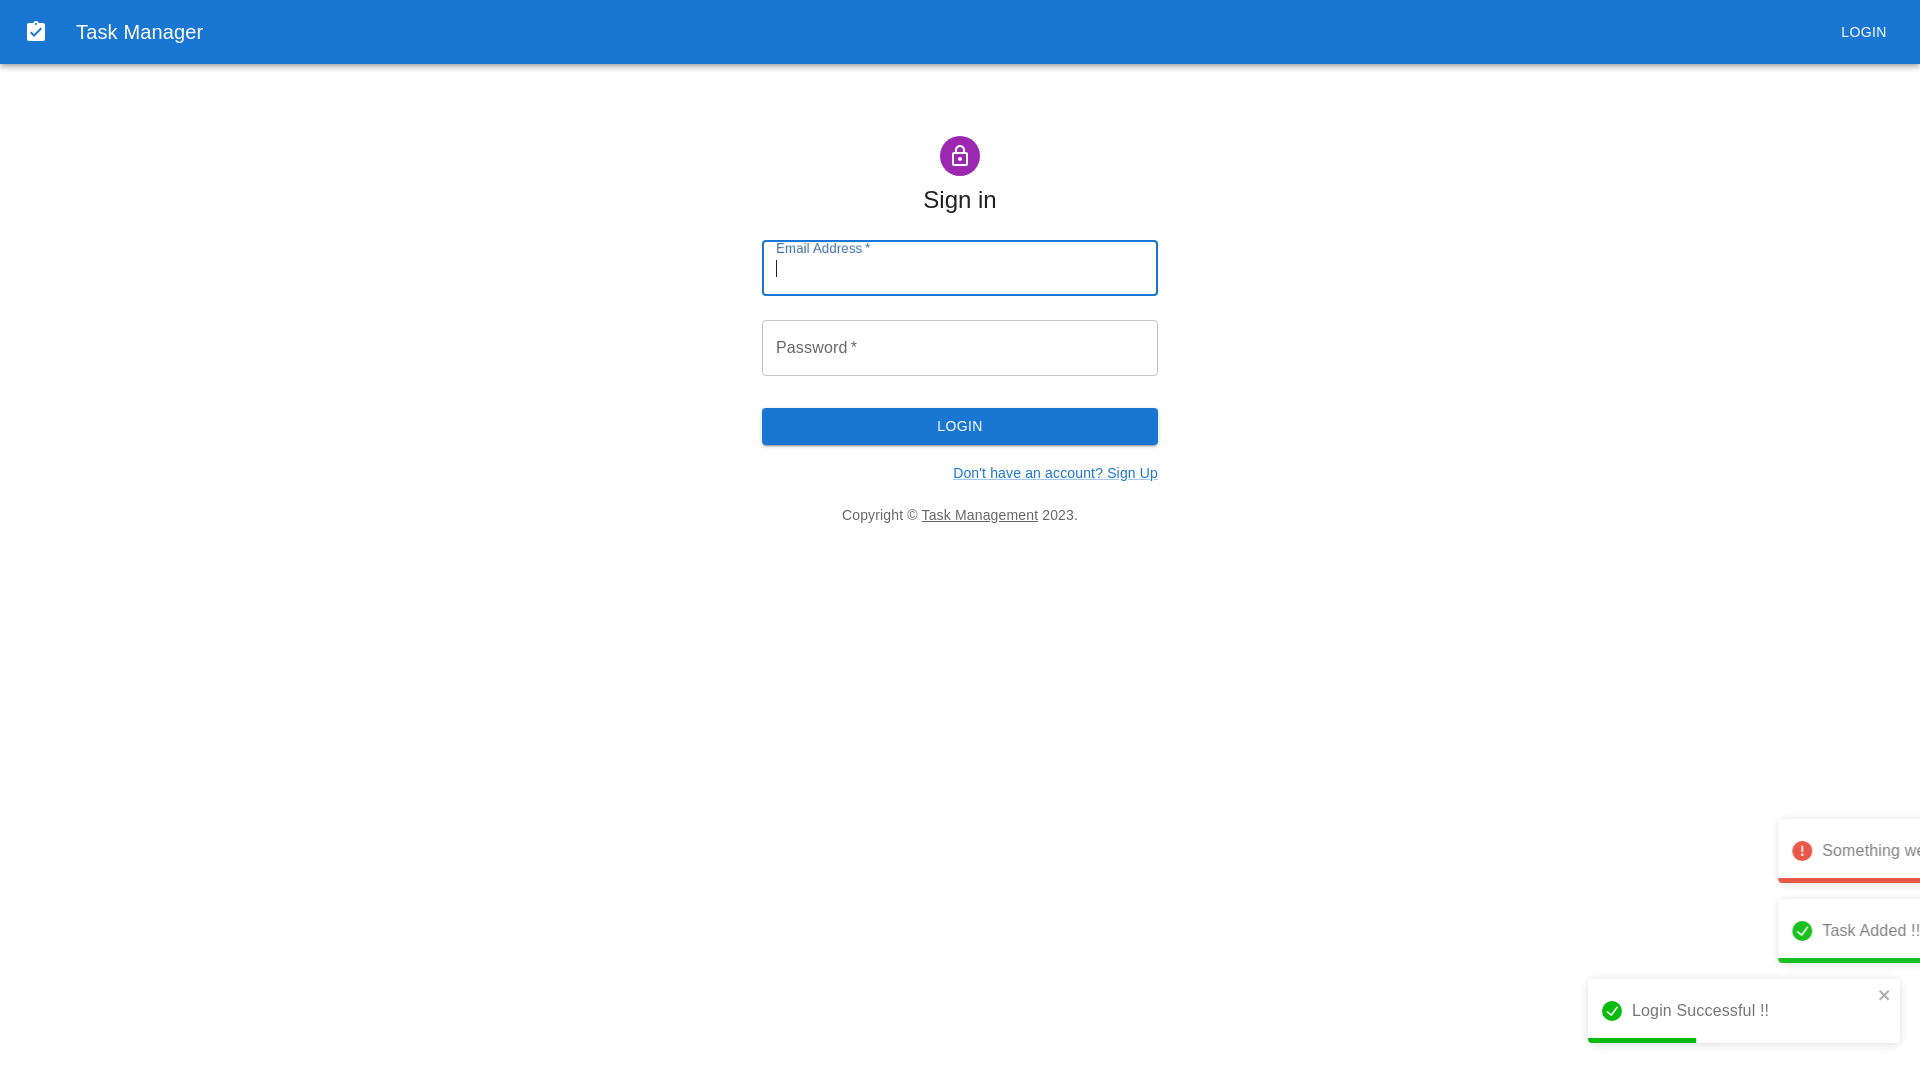 Task Manager
LOGIN
Sign in
Email Address *
Password *
LOGIN
Don't have an account? Sign Up
Copyright © Task Management 2023.
Something
Task Added !!
Login Successful !!